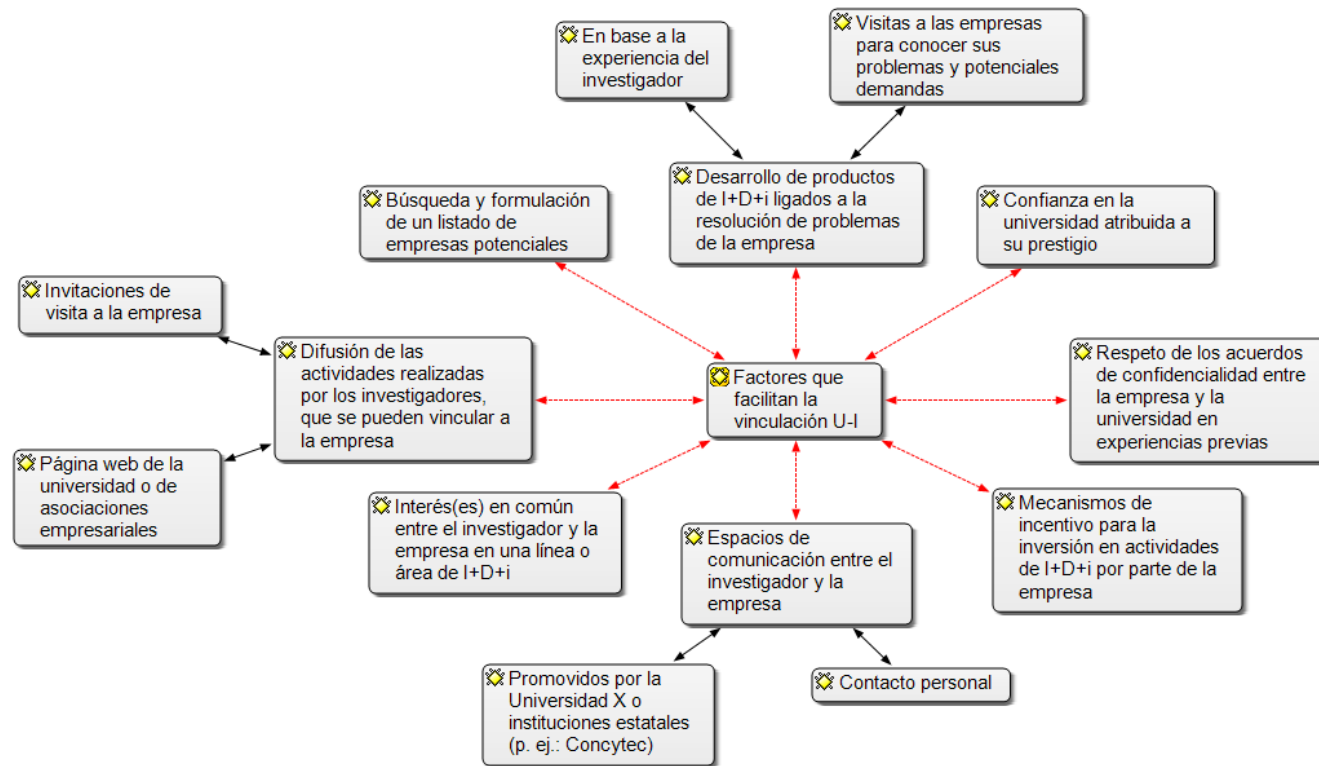 En base a la
experiencia del
investigador
Visitas a las empresas
para conocer sus
problemas y potenciales
demandas
Búsqueda y formulación
de un listado de
empresas potenciales
Desarrollo de productos
de I+D+i ligados a la
resolución de problemas
de la empresa
Confianza en la
universidad atribuida a
su prestigio
Invitaciones de
visita a la empresa
Difusión de las
actividades realizadas
por los investigadores,
que se pueden vincular a
la empresa
Factores que
facilitan la
vinculación U-I
Respeto de los acuerdos
de confidencialidad entre
la empresa y la
universidad en
experiencias previas
Página web de la
universidad o de
asociaciones
empresariales
Interés(es) en común
entre el investigador y la
empresa en una línea o
área de I+D+i
Espacios de
comunicación entre el
investigador y la
empresa
Mecanismos de
incentivo para la
inversión en actividades
de I+D+i por parte de la
empresa
Promovidos por la
Universidad X o
instituciones estatales
(p. ej.: Concytec)
Contacto personal